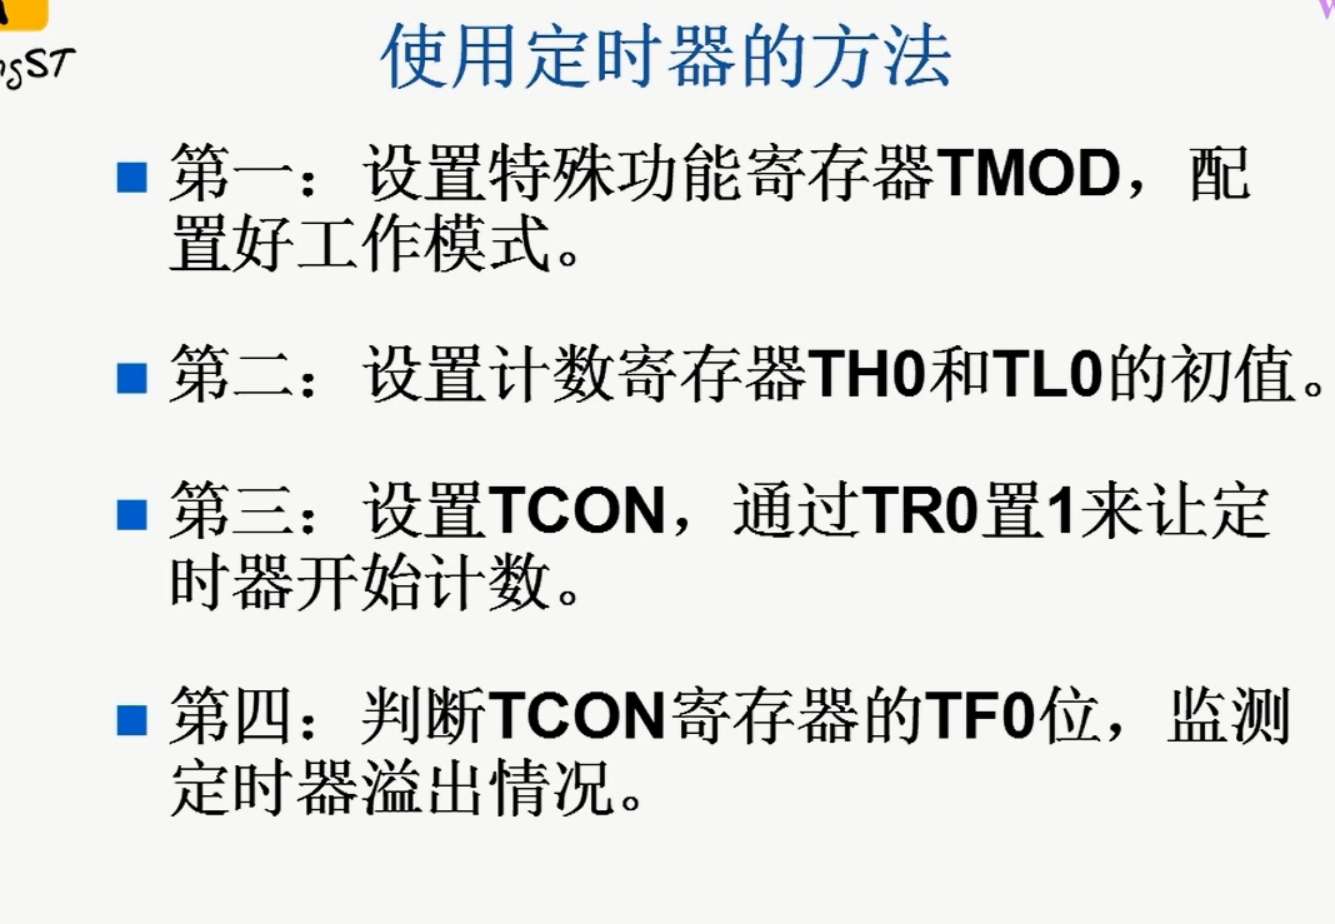 ngST
使用定时器的方法
第一：设置特殊功能寄存器TMOD，配
置好工作模式。
第二：设置计数寄存器TH0和TL0的初值。
第三：设置TCON，通过TR0置1来让定
时器开始计数。
第四：判断TCON寄存器的TF0位，监测
定时器溢出情况。